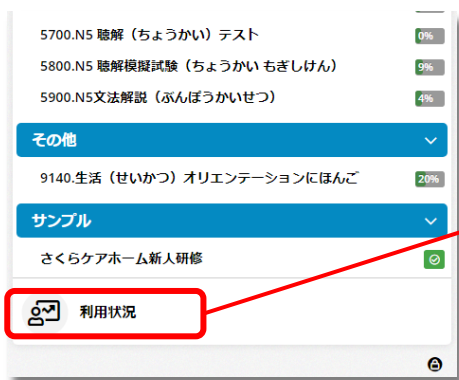 5700.N5 聴解（ちょうかい）テスト
0%
5800.N5 聴解模擬試験（ちょうかい もぎしけん）
9%
5900.N5文法解説（ぶんぽうかいせつ）
4%
その他
9140.生活（せいかつ）オリエンテーションにほんご
20%
サンプル
さくらケアホーム新人研修
利用状況